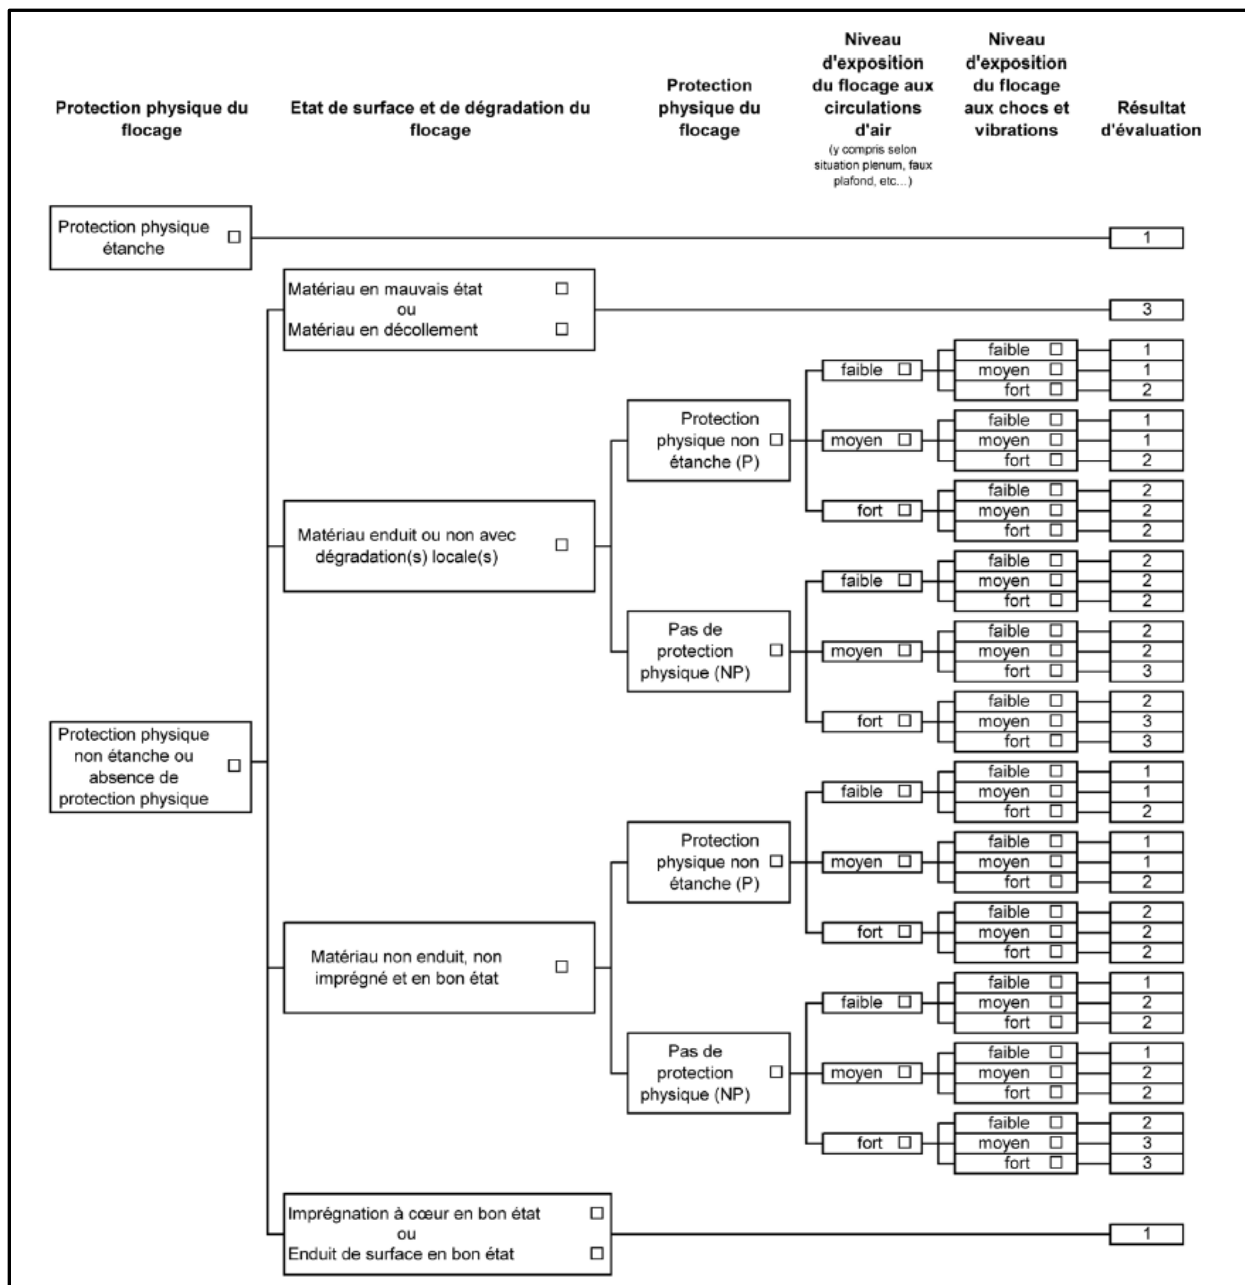 Protection physique du
flocage
Etat de surface et de dégradation du
flocage
Protection
physique du
flocage
Niveau
d'exposition
du flocage aux
circulations
d'air
(y compris selon
situation plenum, faux
plafond, etc...)
Niveau
d'exposition
du flocage
aux chocs et
vibrations
Résultat
d'évaluation
Protection physique
étanche
1
Matériau en mauvais état
ou
Matériau en décollement
3
Protection physique
non étanche ou
absence de
protection physique
Matériau enduit ou non avec
dégradation(s) locale(s)
Protection
physique non
étanche (P)
faible
faible 1
moyen 1
fort 2
moyen
faible 1
moyen 1
fort 2
fort
faible 2
moyen 2
fort 2
Pas de
protection
physique (NP)
faible
faible 2
moyen 2
fort 2
moyen
faible 2
moyen 2
fort 3
fort
faible 2
moyen 3
fort 3
Matériau non enduit, non
imprégné et en bon état
Protection
physique non
étanche (P)
faible
faible 1
moyen 1
fort 2
moyen
faible 1
moyen 1
fort 2
fort
faible 2
moyen 2
fort 2
Pas de
protection
physique (NP)
faible
faible 1
moyen 2
fort 2
moyen
faible 1
moyen 2
fort 2
fort
faible 2
moyen 3
fort 3
Imprégnation à cœur en bon état
ou
Enduit de surface en bon état
1